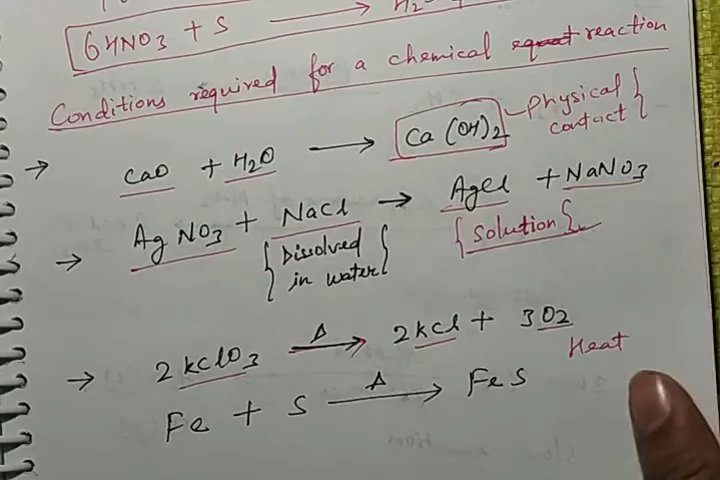 6HNO3 + S ⟶ H2
Conditions required for a chemical reaction
→ CaO + H2O ⟶ Ca(OH)2 - Physical contact }
→ AgNO3 + NaCl → AgCl + NaNO3
{ Dissolved in water { { Solution {
→ 2KClO3 Δ⟶ 2KCl + 3O2
Heat
Fe + S Δ⟶ FeS